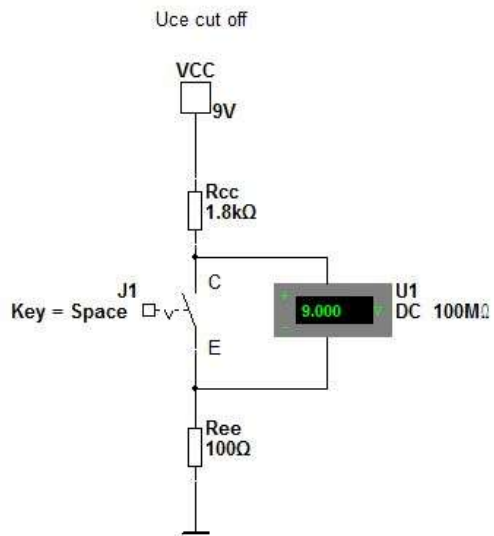 Uce cut off
VCC
9V
Rcc
1.8kΩ
J1
Key = Space
C
E
U1
+
9.000 V
-
DC 100MΩ
Ree
100Ω